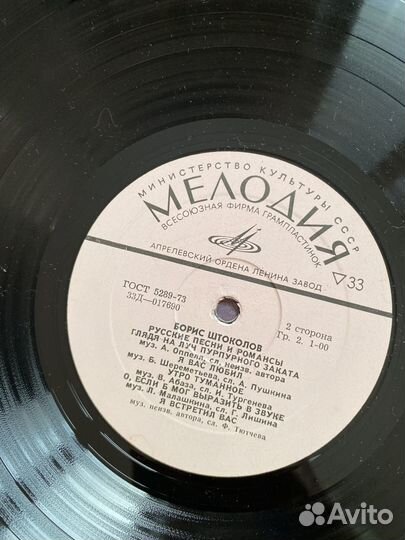 МИНИСТЕРСТВО КУЛЬТУРЫ СССР
МЕЛОДИЯ
ВСЕСОЮЗНАЯ ФИРМА ГРАМПЛАСТИНОК
АПРЕЛЕВСКИЙ ОРДЕНА ЛЕНИНА ЗАВОД
33
ГОСТ 5289-73
33Д—017690
2 сторона
Гр. 2. 1-00
БОРИС ШТОКОЛОВ
РУССКИЕ ПЕСНИ И РОМАНСЫ
ГЛЯДЯ НА ЛУЧ ПУРПУРНОГО ЗАКАТА
муз. А. Оппеля, сл. неизв. автора
Я ВАС ЛЮБИЛ
муз. Б. Шереметьева, сл. А. Пушкина
УТРО ТУМАННОЕ
муз. В. Абаза, сл. И. Тургенева
О, ЕСЛИ Б МОГ ВЫРАЗИТЬ В ЗВУКЕ
муз. Л. Малашкина, сл. Г. Лишина
Я ВСТРЕТИЛ ВАС
муз. неизв. автора, сл. Ф. Тютчева
Avito